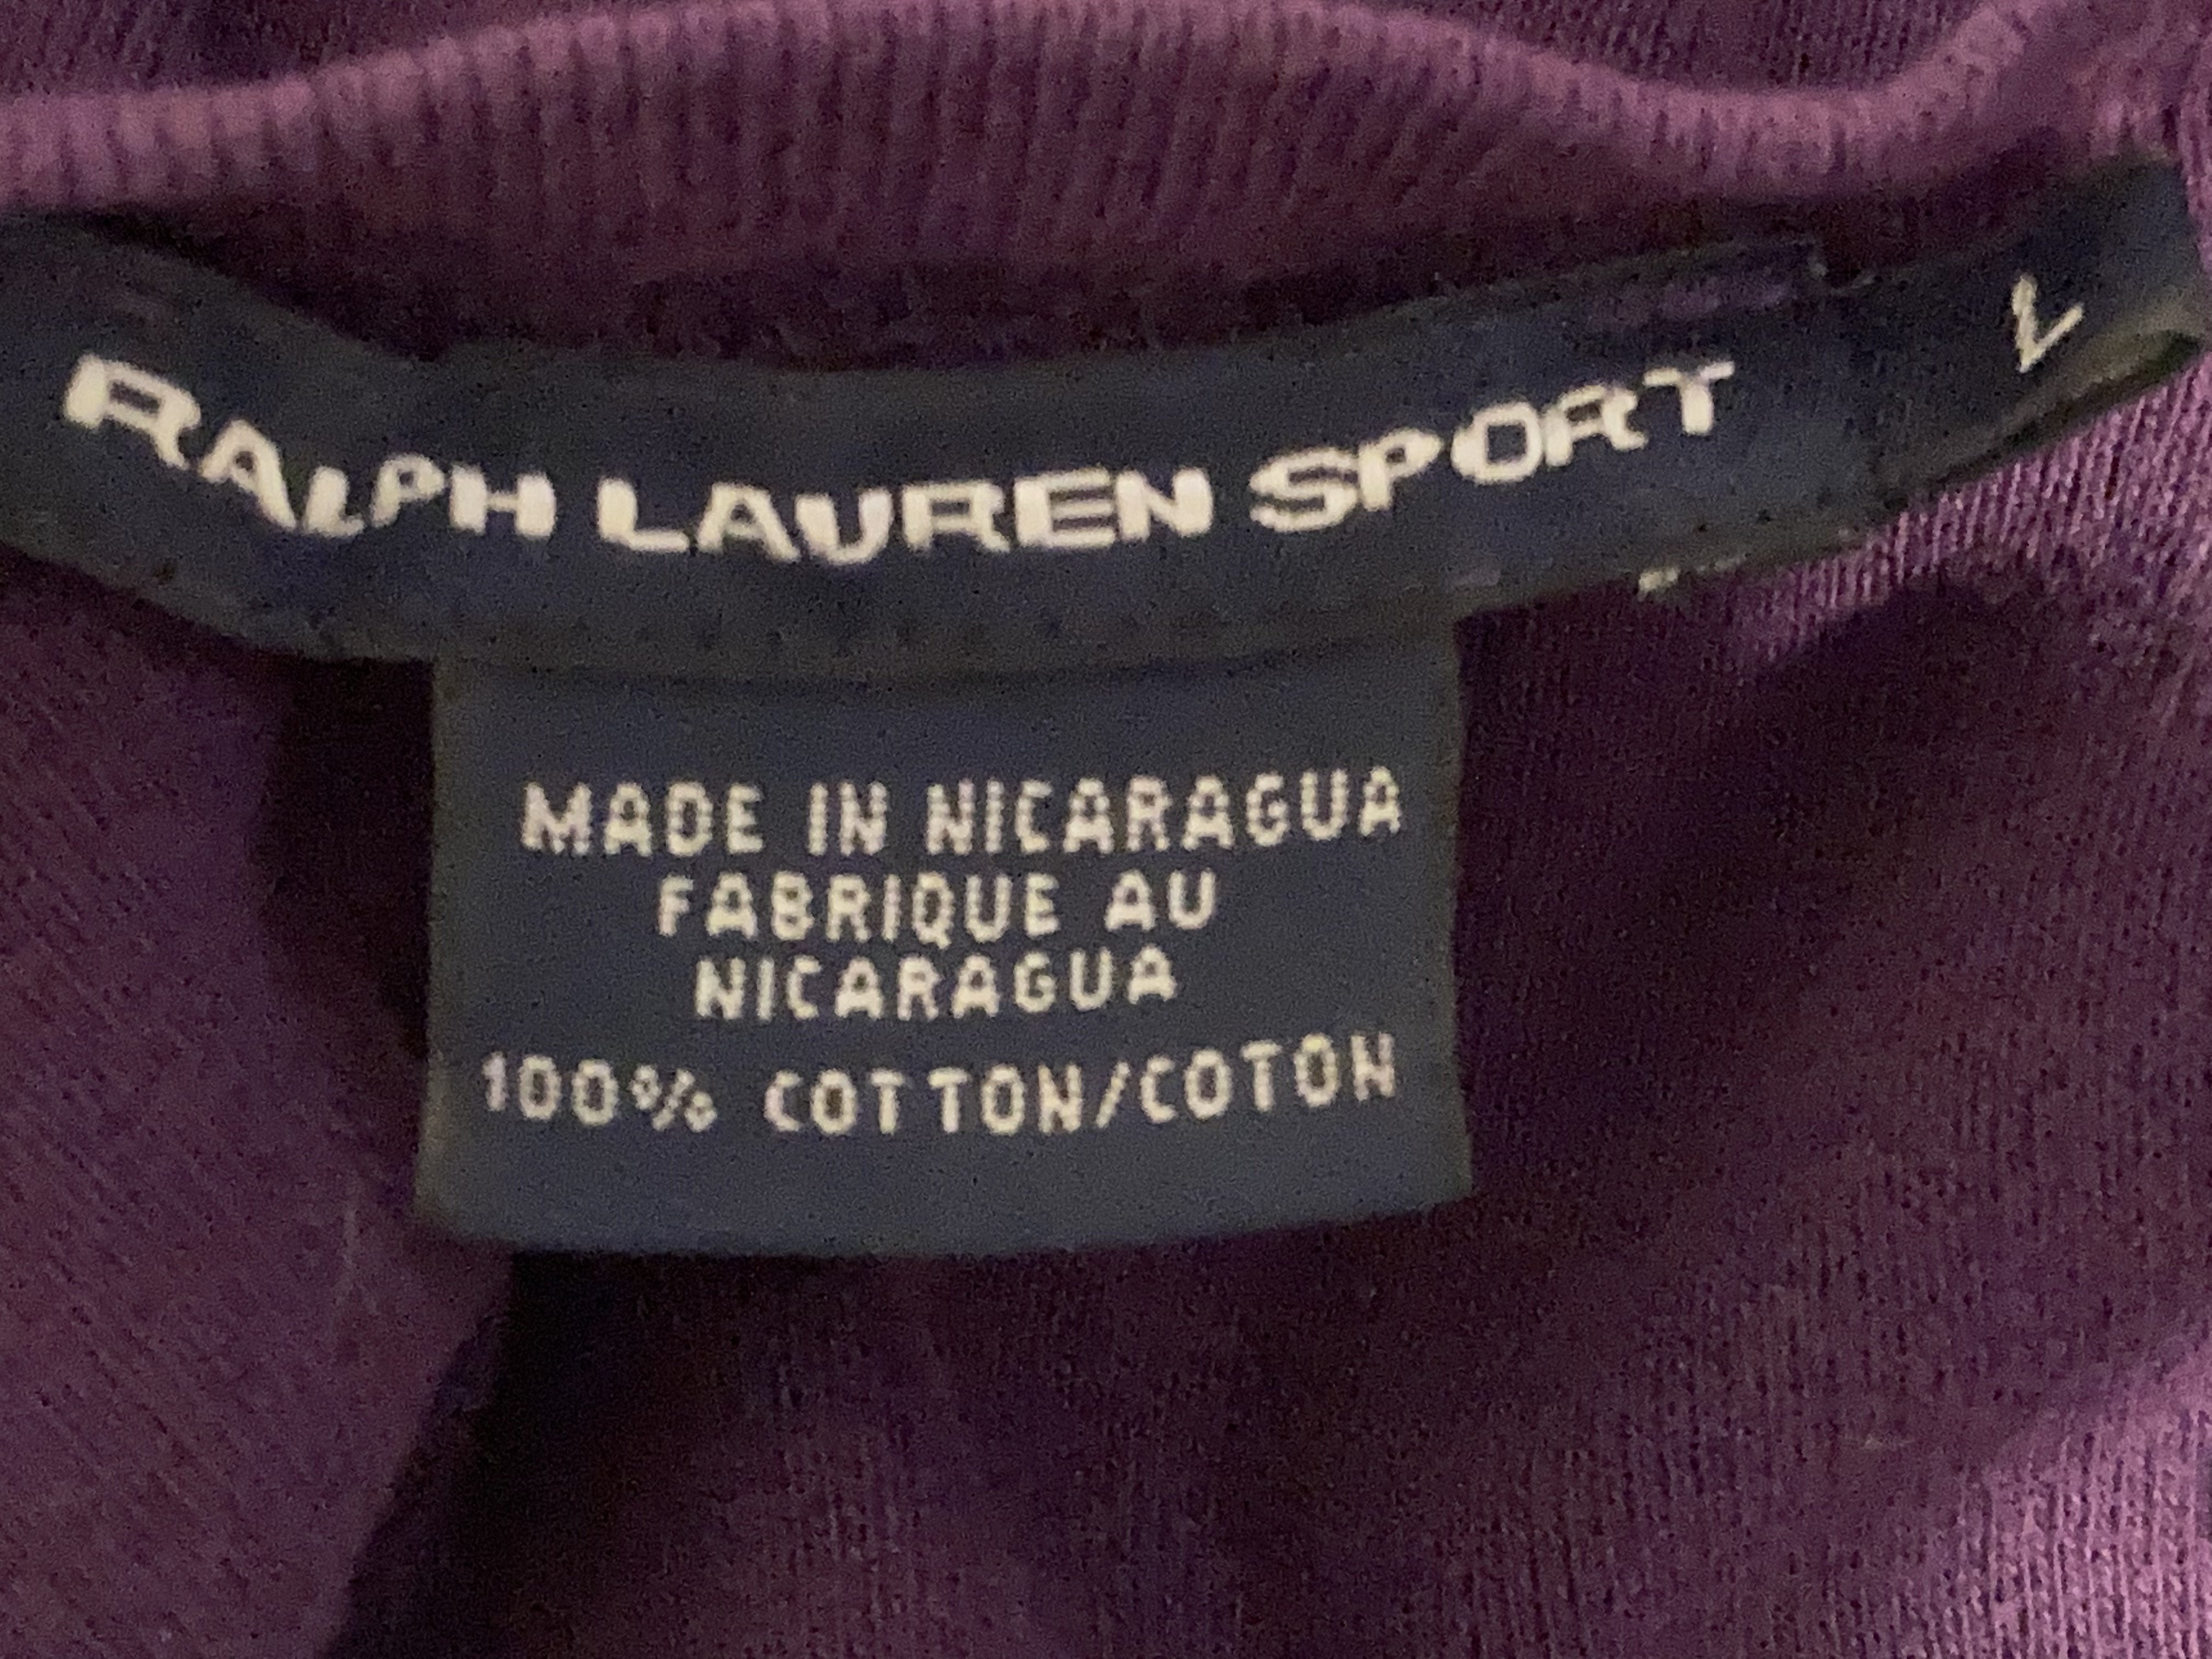 RALPH LAUREN SPORT L
MADE IN NICARAGUA
FABRIQUE AU
NICARAGUA
100% COTTON/COTON